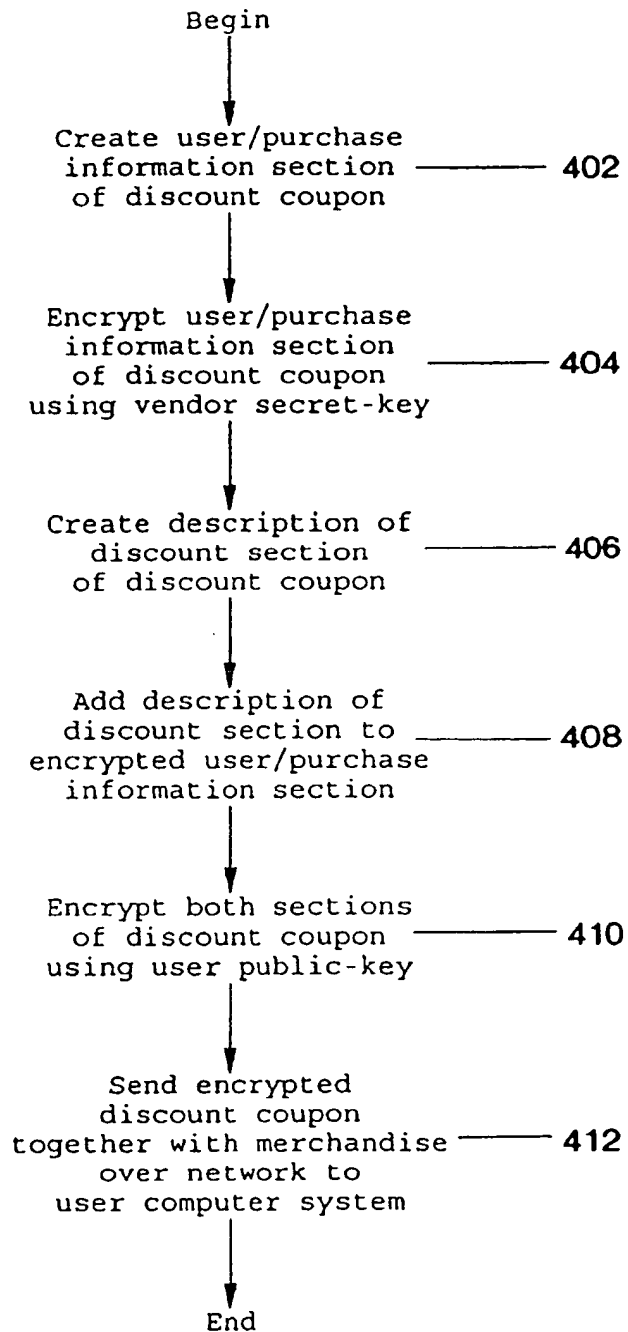 Begin
Create user/purchase
information section
of discount coupon
402
Encrypt user/purchase
information section
of discount coupon
using vendor secret-key
404
Create description of
discount section
of discount coupon
406
Add description of
discount section to
encrypted user/purchase
information section
408
Encrypt both sections
of discount coupon
using user public-key
410
Send encrypted
discount coupon
together with merchandise
over network to
user computer system
412
End